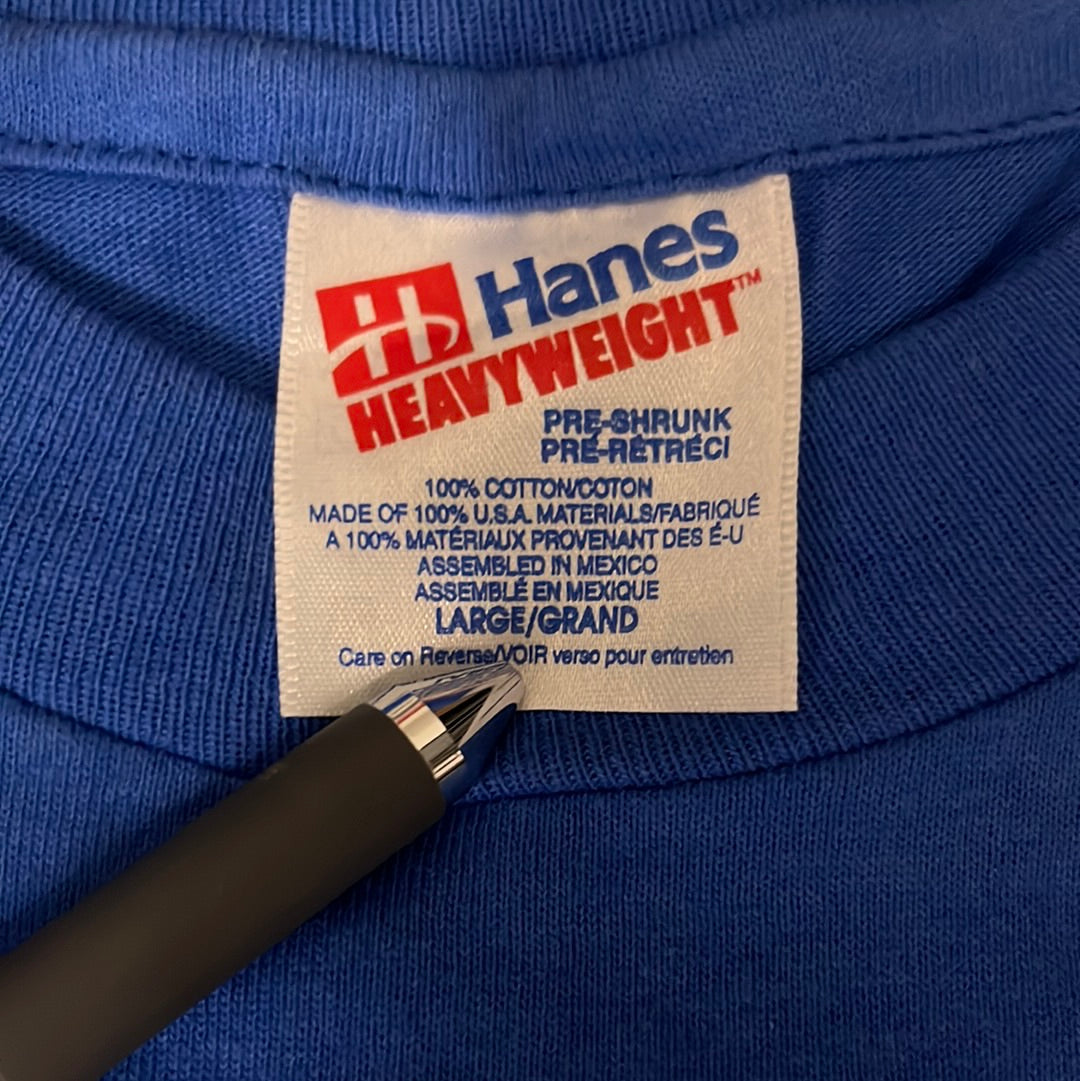 Hanes
HEAVYWEIGHT™
PRE-SHRUNK
PRÉ-RÉTRÉCI
100% COTTON/COTON
MADE OF 100% U.S.A. MATERIALS/FABRIQUÉ
A 100% MATÉRIAUX PROVENANT DES É-U
ASSEMBLED IN MEXICO
ASSEMBLÉ EN MEXIQUE
LARGE/GRAND
Care on Reverse/VOIR verso pour entretien